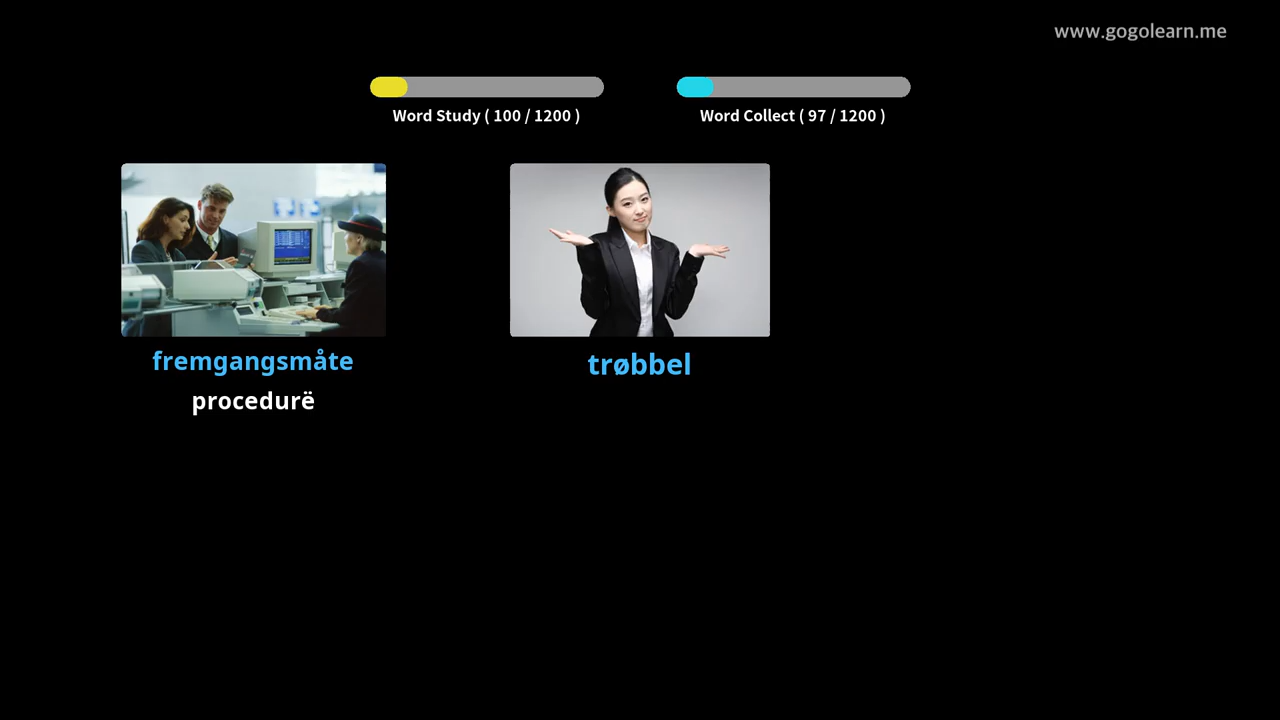 www.gogolearn.me
Word Study ( 100 / 1200 )
Word Collect ( 97 / 1200 )
fremgangsmåte
procedurë
trøbbel